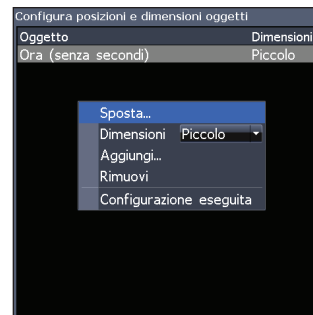 Configura posizioni e dimensioni oggetti
Oggetto Dimensioni
Ora (senza secondi) Piccolo
Sposta...
Dimensioni Piccolo
Aggiungi...
Rimuovi
Configurazione eseguita